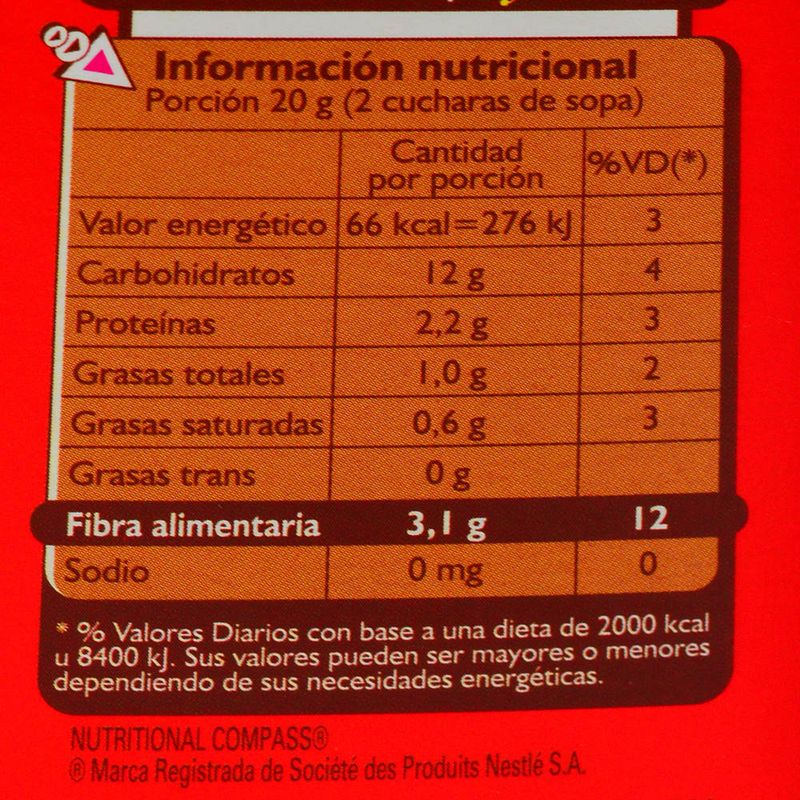 Información nutricional
Porción 20 g (2 cucharas de sopa)
Cantidad por porción %VD(*)
Valor energético 66 kcal=276 kJ 3
Carbohidratos 12 g 4
Proteínas 2,2 g 3
Grasas totales 1,0 g 2
Grasas saturadas 0,6 g 3
Grasas trans 0 g
Fibra alimentaria 3,1 g 12
Sodio 0 mg 0
* % Valores Diarios con base a una dieta de 2000 kcal
u 8400 kJ. Sus valores pueden ser mayores o menores
dependiendo de sus necesidades energéticas.
NUTRITIONAL COMPASS®
® Marca Registrada de Société des Produits Nestlé S.A.